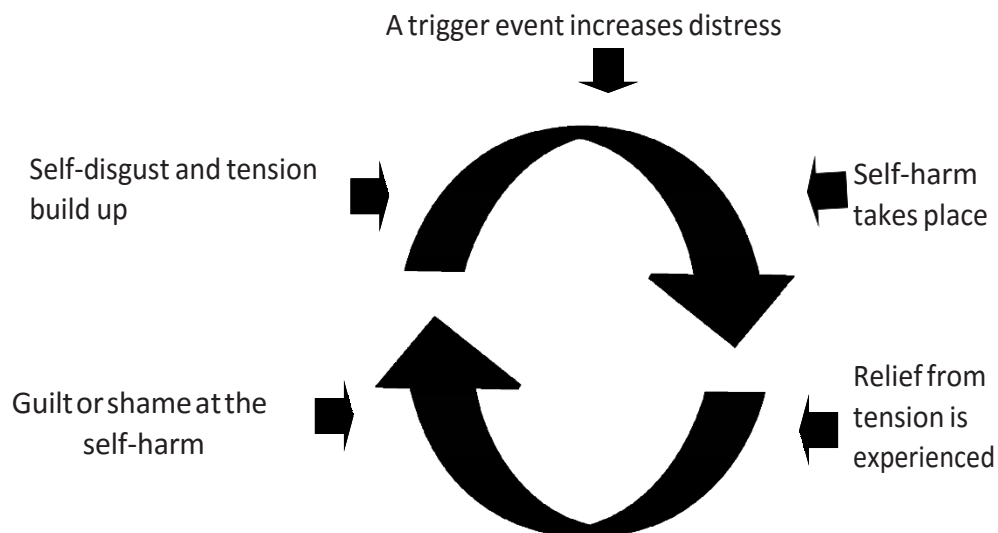 A trigger event increases distress
Self-disgust and tension
build up
Self-harm
takes place
Guilt or shame at the
self-harm
Relief from
tension is
experienced